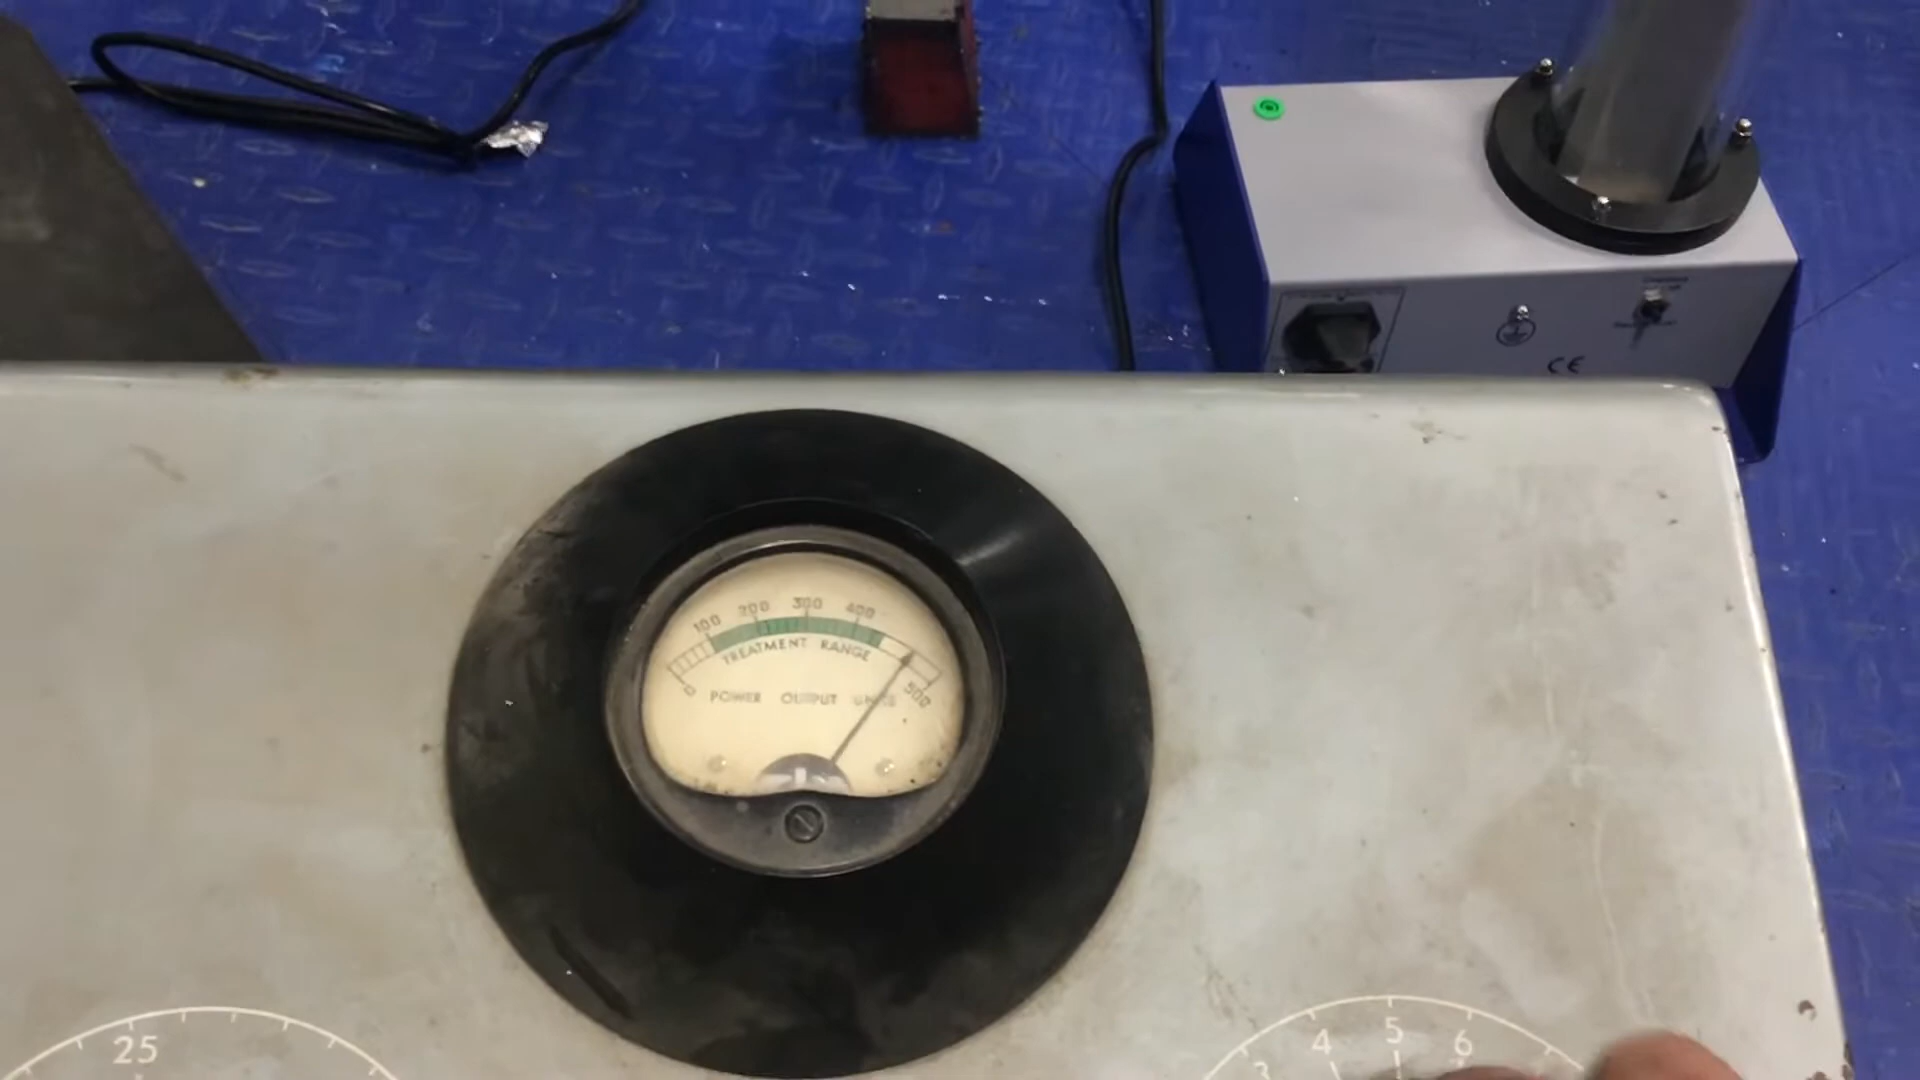 CE
100 200 300 400
TREATMENT RANGE
0 POWER OUTPUT UNITS 500
25
3 4 5 6